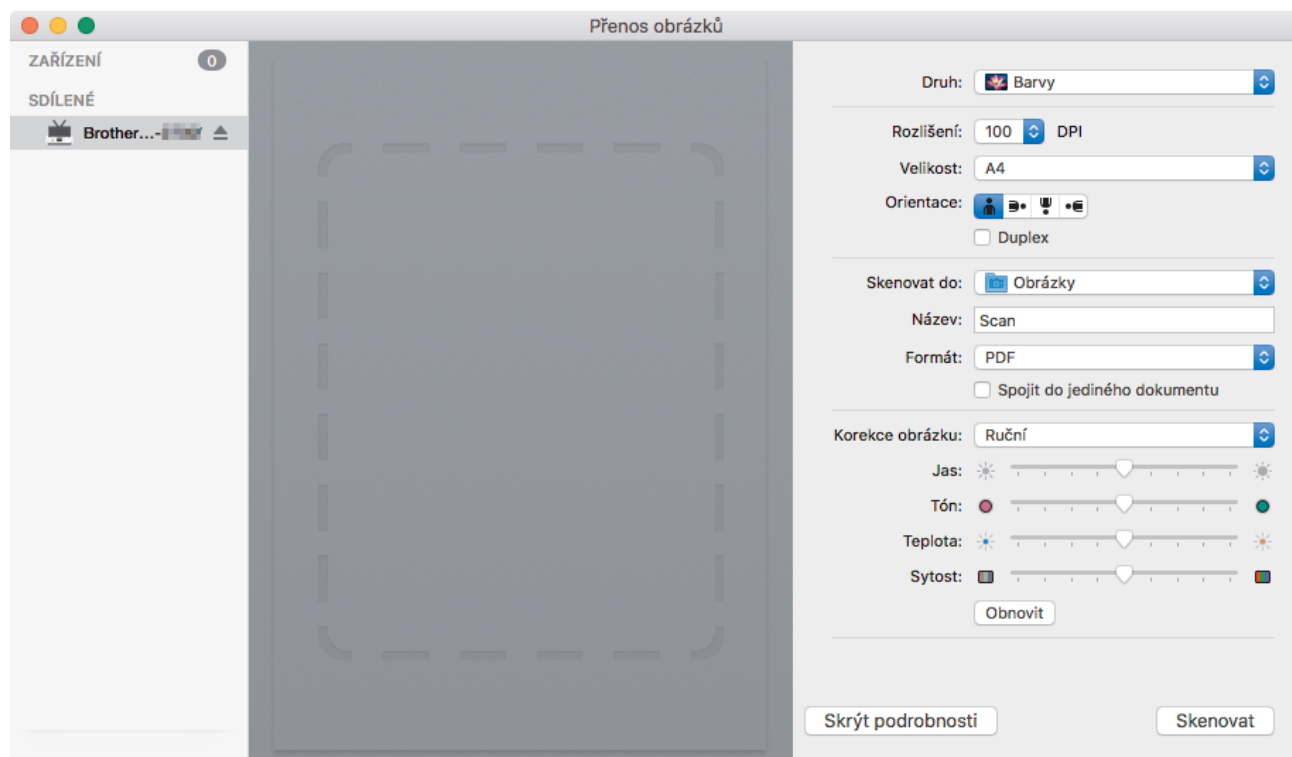 Přenos obrázků
ZAŘÍZENÍ 0
SDÍLENÉ
Brother...-
Druh: Barvy
Rozlišení: 100 DPI
Velikost: A4
Orientace:
Duplex
Skenovat do: Obrázky
Název: Scan
Formát: PDF
Spojit do jediného dokumentu
Korekce obrázku: Ruční
Jas:
Tón:
Teplota:
Sytost:
Obnovit
Skrýt podrobnosti Skenovat